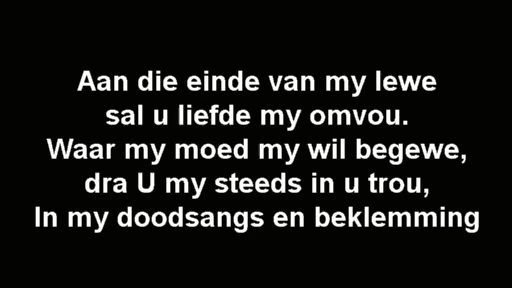 Aan die einde van my lewe
sal u liefde my omvou.
Waar my moed my wil begewe,
dra U my steeds in u trou,
In my doodsangs en beklemming